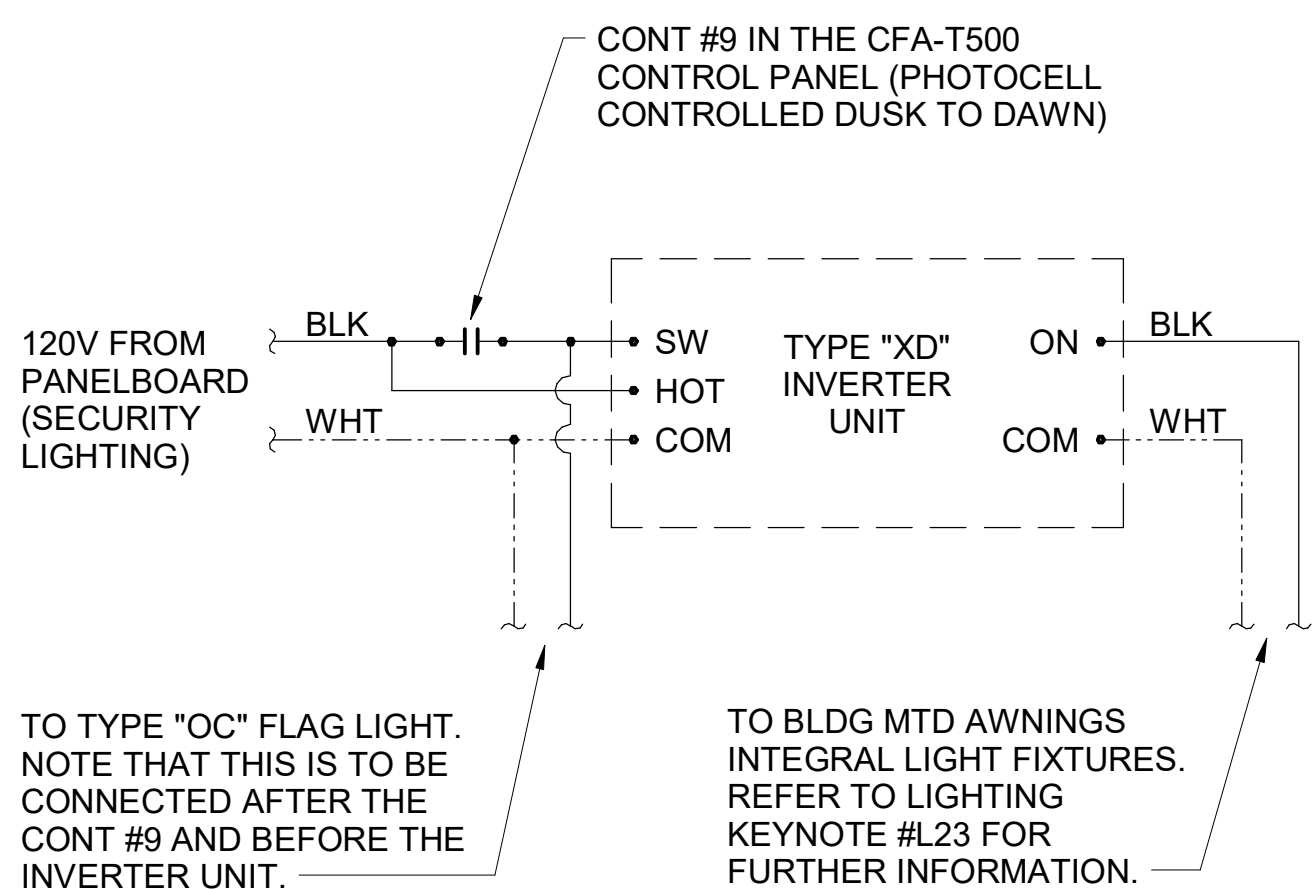 CONT #9 IN THE CFA-T500
CONTROL PANEL (PHOTOCELL
CONTROLLED DUSK TO DAWN)
120V FROM
PANELBOARD
(SECURITY
LIGHTING)
BLK
WHT
SW
HOT
COM
TYPE "XD"
INVERTER
UNIT
ON
COM
BLK
WHT
TO TYPE "OC" FLAG LIGHT.
NOTE THAT THIS IS TO BE
CONNECTED AFTER THE
CONT #9 AND BEFORE THE
INVERTER UNIT.
TO BLDG MTD AWNINGS
INTEGRAL LIGHT FIXTURES.
REFER TO LIGHTING
KEYNOTE #L23 FOR
FURTHER INFORMATION.